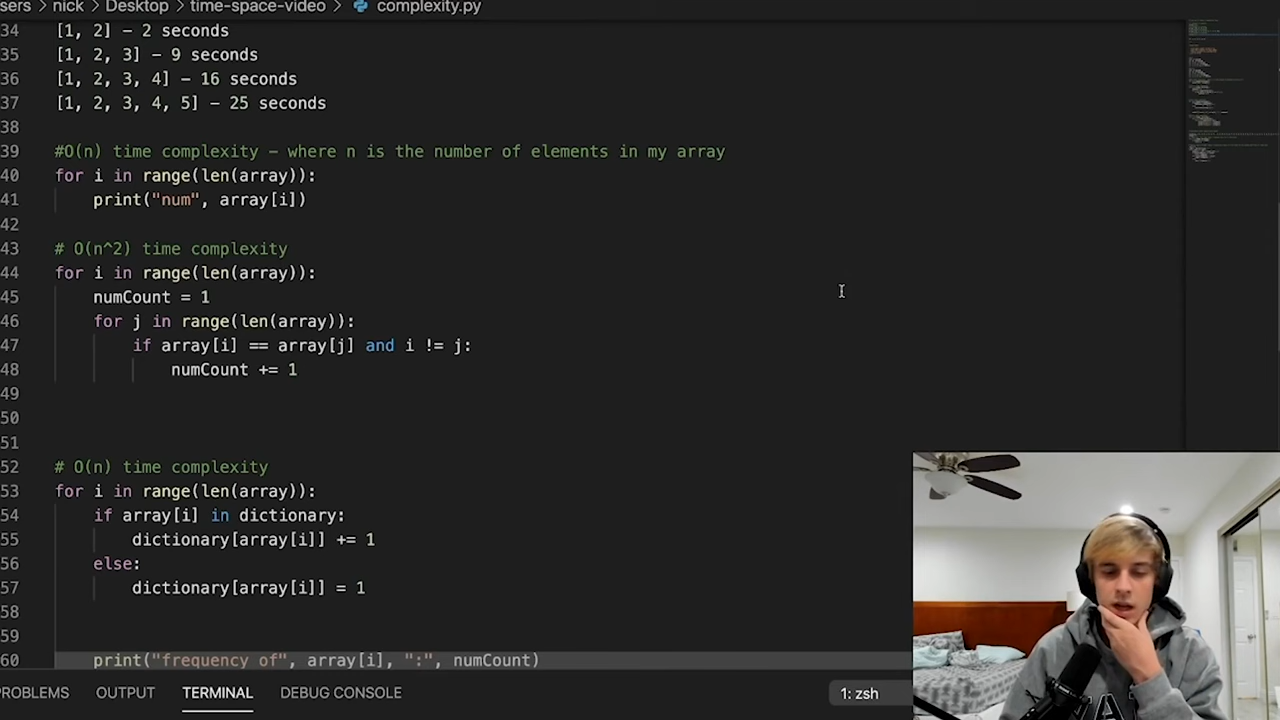 sers > nick > Desktop > time-space-video > complexity.py
34 [1, 2] - 2 seconds
35 [1, 2, 3] - 9 seconds
36 [1, 2, 3, 4] - 16 seconds
37 [1, 2, 3, 4, 5] - 25 seconds
38
39 #O(n) time complexity - where n is the number of elements in my array
40 for i in range(len(array)):
41 print("num", array[i])
42
43 # O(n^2) time complexity
44 for i in range(len(array)):
45 numCount = 1
46 for j in range(len(array)):
47 if array[i] == array[j] and i != j:
48 numCount += 1
49
50
51
52 # O(n) time complexity
53 for i in range(len(array)):
54 if array[i] in dictionary:
55 dictionary[array[i]] += 1
56 else:
57 dictionary[array[i]] = 1
58
59
60 print("frequency of", array[i], ":", numCount)
ROBLEMS OUTPUT TERMINAL DEBUG CONSOLE 1: zsh